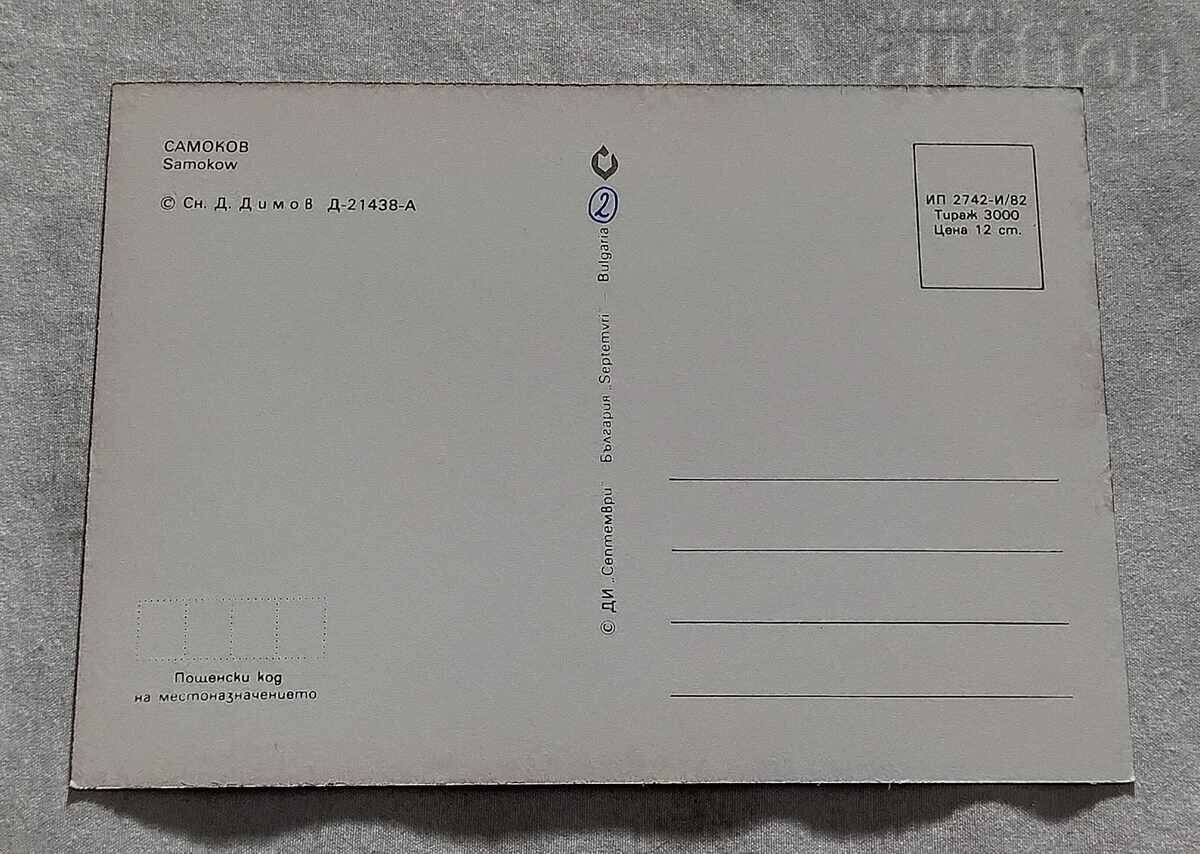 САМОКОВ
Samokow
© Сн. Д. Димов Д-21438-А
2
© ДИ „Септември" България „Septemvri" – Bulgaria
ИП 2742-И/82
Тираж 3000
Цена 12 ст.
Пощенски код
на местоназначението